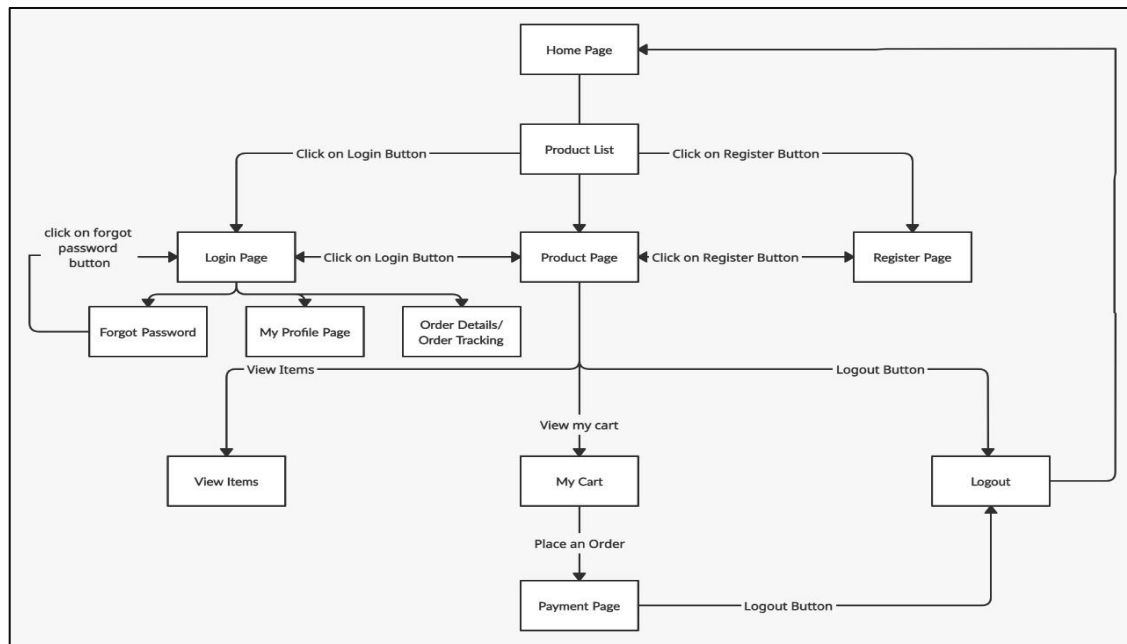 Home Page
Product List
Click on Login Button
Click on Register Button
click on forgot
password
button
Login Page
Click on Login Button
Product Page
Click on Register Button
Register Page
Forgot Password
My Profile Page
Order Details/
Order Tracking
View Items
Logout Button
View my cart
View Items
My Cart
Logout
Place an Order
Payment Page
Logout Button